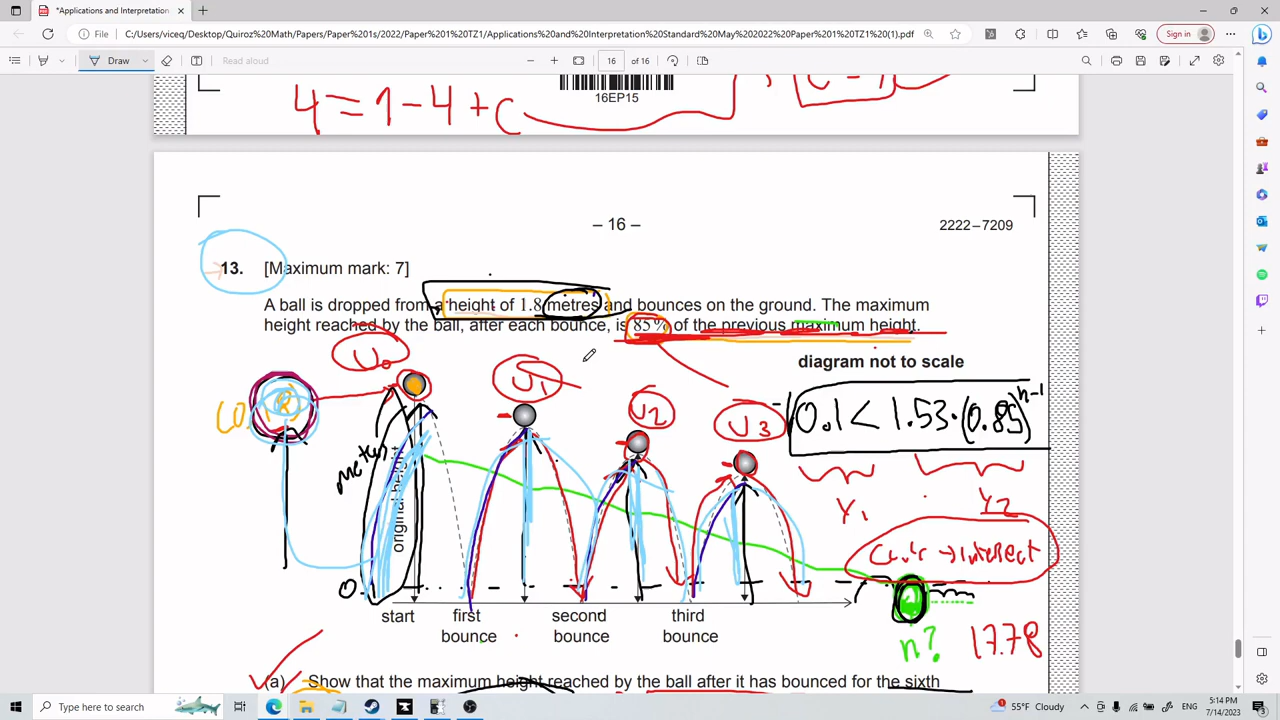 *Applications and Interpretation
File
C:/Users/viceq/Desktop/Quiroz%20Math/Papers/Paper%201s/2022/Paper%201%20TZ1/Applications%20and%20Interpretation%20Standard%20May%202022%20Paper%201%20TZ1%20(1).pdf
Sign in
Draw
Read aloud
16
of 16
16EP15
4 = 1 - 4 + C
– 16 –
2222–7209
13.
[Maximum mark: 7]
A ball is dropped from a height of 1.8 metres and bounces on the ground. The maximum
height reached by the ball, after each bounce, is 85% of the previous maximum height.
diagram not to scale
U0
U1
U2
U3
0.1 < 1.53·(0.85)^n-1
Y1
Y2
metres
original height
0
n?
17.78
start
first
bounce
second
bounce
third
bounce
(a)
Show that the maximum height reached by the ball after it has bounced for the sixth
Type here to search
55°F Cloudy
5:14 PM
7/14/2023